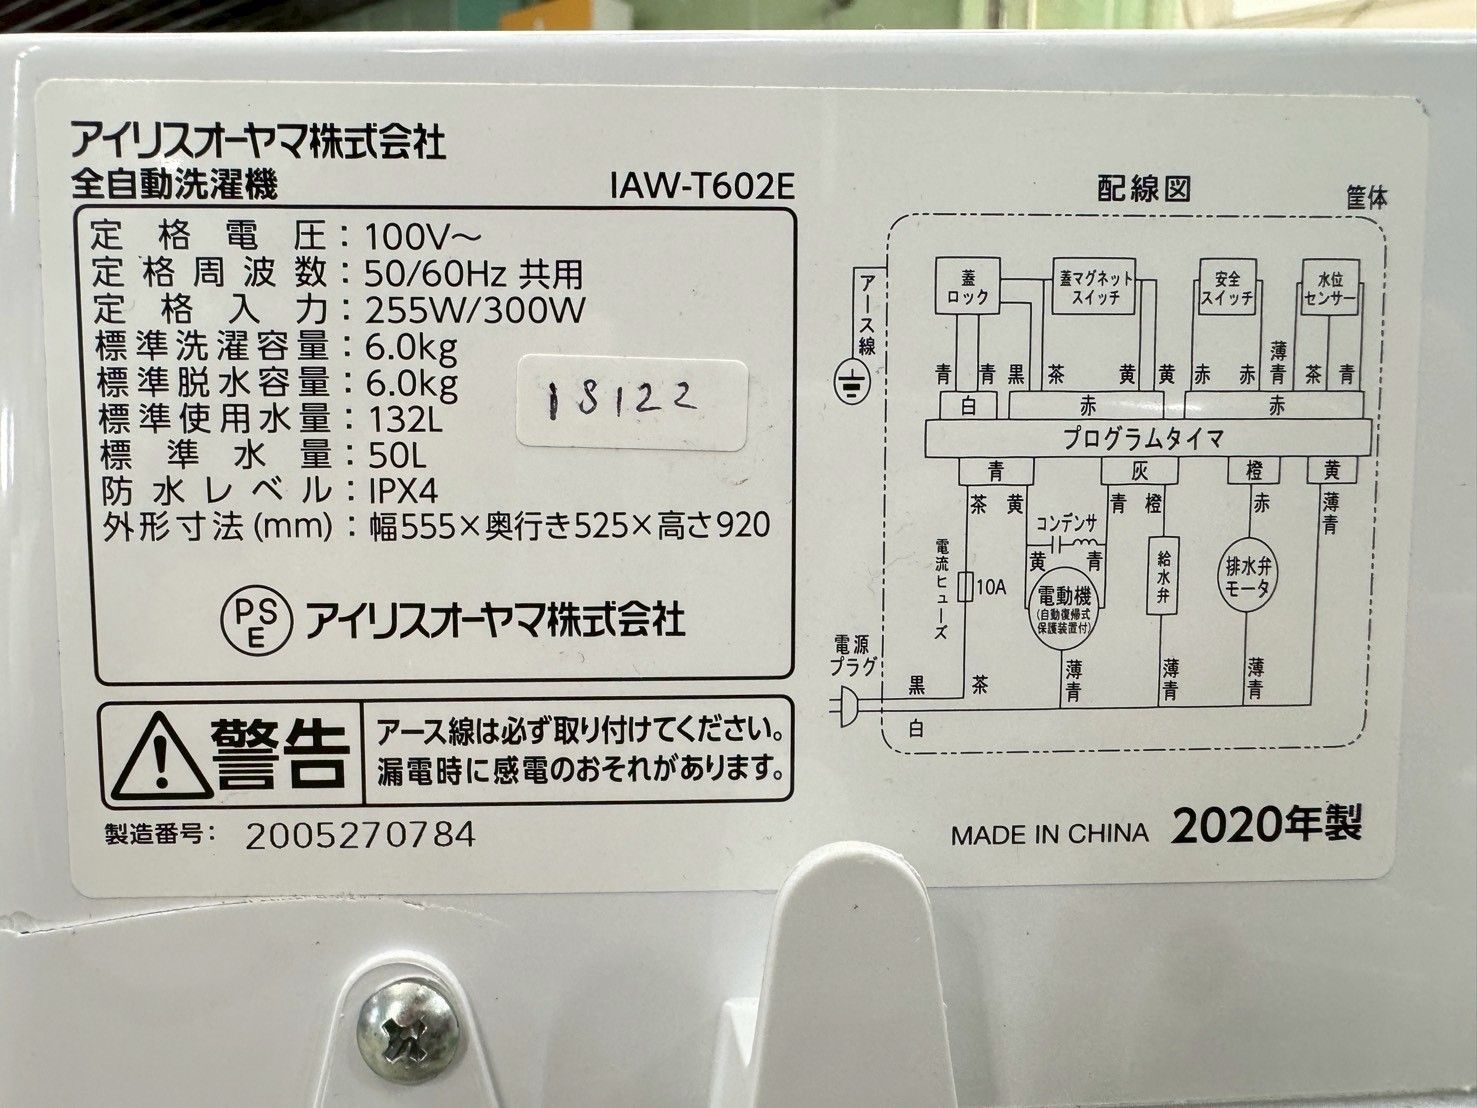 アイリスオーヤマ株式会社
全自動洗濯機 IAW-T602E
定格電圧：100V～
定格周波数：50/60Hz 共用
定格入力：255W/300W
標準洗濯容量：6.0kg
標準脱水容量：6.0kg
標準使用水量：132L
標準水量：50L
防水レベル：IPX4
外形寸法(mm)：幅555×奥行き525×高さ920
1S122
PSE アイリスオーヤマ株式会社
警告
アース線は必ず取り付けてください。
漏電時に感電のおそれがあります。
製造番号： 2005270784
配線図
筐体
アース線
蓋ロック
蓋マグネットスイッチ
安全スイッチ
水位センサー
青 青 黒 茶 黄 黄 赤 赤 薄青 茶 青
白 赤 赤
プログラムタイマ
青 灰 橙 黄
茶 黄 青 橙 赤 薄青
コンデンサ
黄 青
電流ヒューズ
10A
電動機
(自動復帰式
保護装置付)
給水弁
排水弁
モータ
電源
プラグ
黒 茶 薄青 薄青 薄青
白
MADE IN CHINA 2020年製